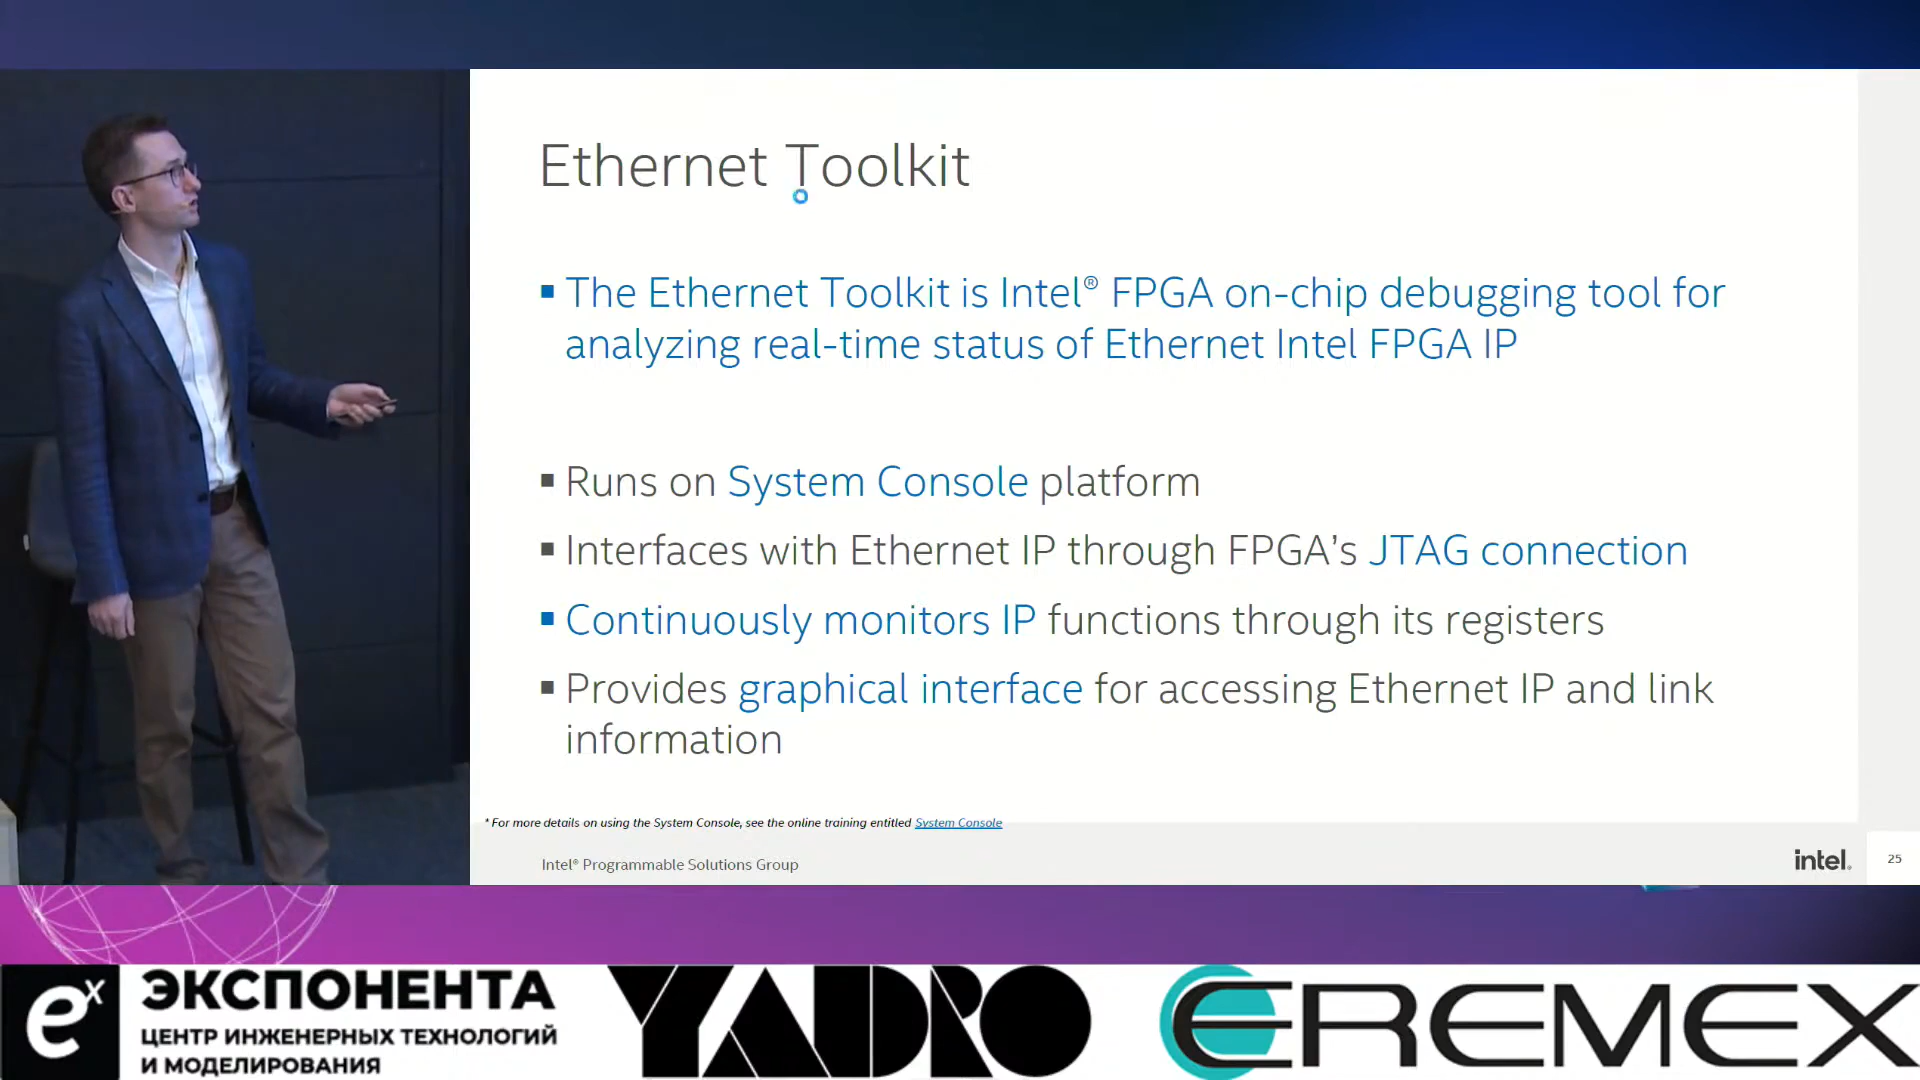 Ethernet Toolkit
▪ The Ethernet Toolkit is Intel® FPGA on-chip debugging tool for
analyzing real-time status of Ethernet Intel FPGA IP
▪ Runs on System Console platform
▪ Interfaces with Ethernet IP through FPGA’s JTAG connection
▪ Continuously monitors IP functions through its registers
▪ Provides graphical interface for accessing Ethernet IP and link
information
* For more details on using the System Console, see the online training entitled System Console
Intel® Programmable Solutions Group
intel.
25
ex
ЭКСПОНЕНТА
ЦЕНТР ИНЖЕНЕРНЫХ ТЕХНОЛОГИЙ
И МОДЕЛИРОВАНИЯ
YADRO
EREMEX